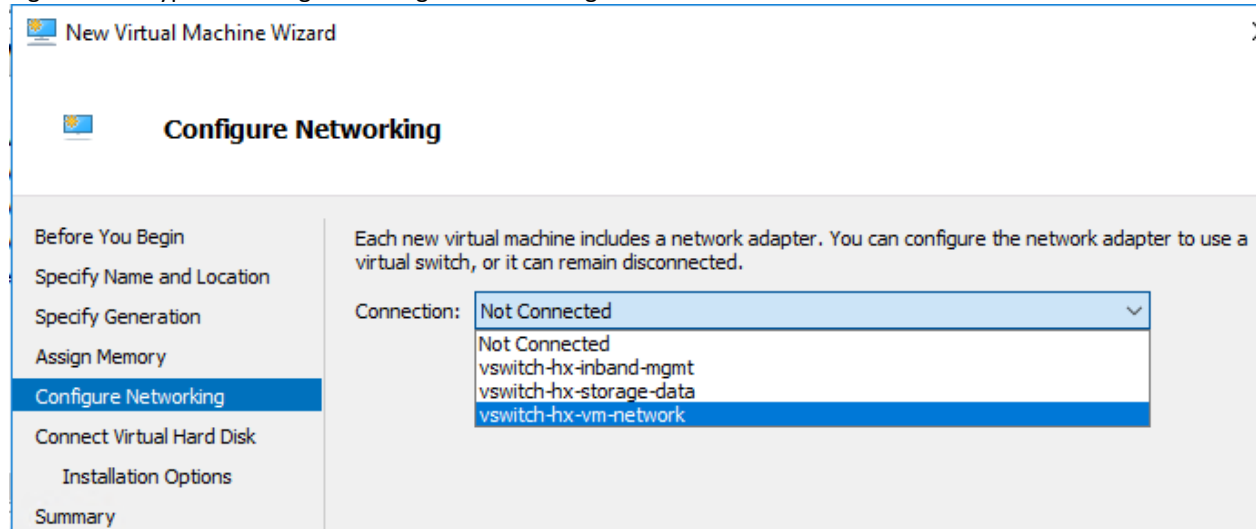 New Virtual Machine Wizard
Configure Networking
Before You Begin
Specify Name and Location
Specify Generation
Assign Memory
Configure Networking
Connect Virtual Hard Disk
Installation Options
Summary
Each new virtual machine includes a network adapter. You can configure the network adapter to use a
virtual switch, or it can remain disconnected.
Connection: Not Connected
Not Connected
vswitch-hx-inband-mgmt
vswitch-hx-storage-data
vswitch-hx-vm-network